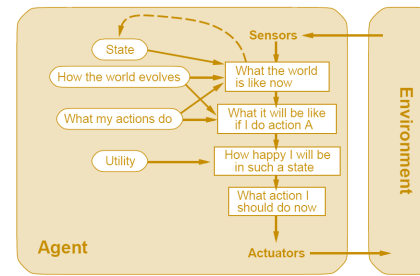 Sensors
State
What the world
is like now
How the world evolves
What it will be like
if I do action A
What my actions do
How happy I will be
in such a state
Utility
What action I
should do now
Agent
Actuators
Environment